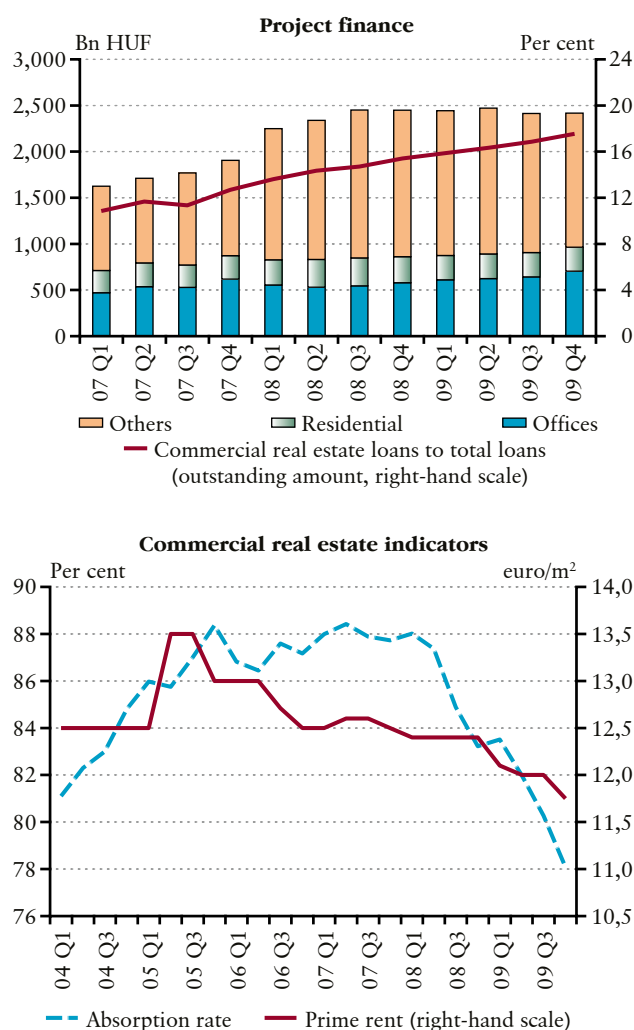 Project finance
Bn HUF Per cent
3,000 24
2,500 20
2,000 16
1,500 12
1,000 8
500 4
0 0
07 Q1 07 Q2 07 Q3 07 Q4 08 Q1 08 Q2 08 Q3 08 Q4 09 Q1 09 Q2 09 Q3 09 Q4
Others Residential Offices
Commercial real estate loans to total loans
(outstanding amount, right-hand scale)
Commercial real estate indicators
Per cent euro/m²
90 14,0
88 13,5
86 13,0
84 12,5
82 12,0
80 11,5
78 11,0
76 10,5
04 Q1 04 Q3 05 Q1 05 Q3 06 Q1 06 Q3 07 Q1 07 Q3 08 Q1 08 Q3 09 Q1 09 Q3
Absorption rate Prime rent (right-hand scale)